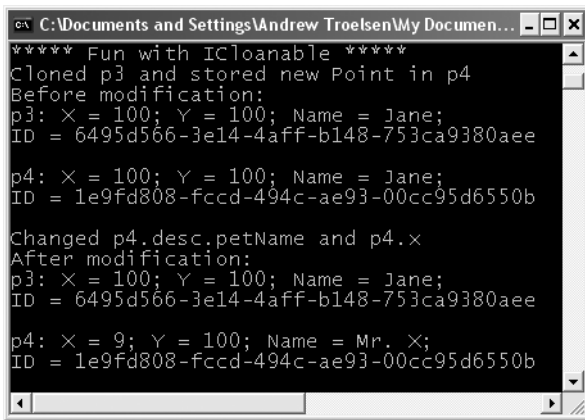 C:\Documents and Settings\Andrew Troelsen\My Documen...
***** Fun with ICloanable *****
Cloned p3 and stored new Point in p4
Before modification:
p3: X = 100; Y = 100; Name = Jane;
ID = 6495d566-3e14-4aff-b148-753ca9380aee
p4: X = 100; Y = 100; Name = Jane;
ID = 1e9fd808-fccd-494c-ae93-00cc95d6550b
Changed p4.desc.petName and p4.x
After modification:
p3: X = 100; Y = 100; Name = Jane;
ID = 6495d566-3e14-4aff-b148-753ca9380aee
p4: X = 9; Y = 100; Name = Mr. X;
ID = 1e9fd808-fccd-494c-ae93-00cc95d6550b